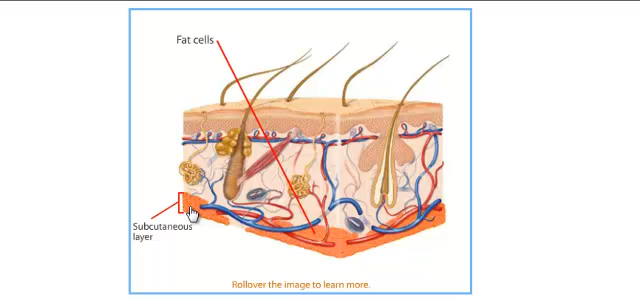 Fat cells
Subcutaneous
layer
Rollover the image to learn more.